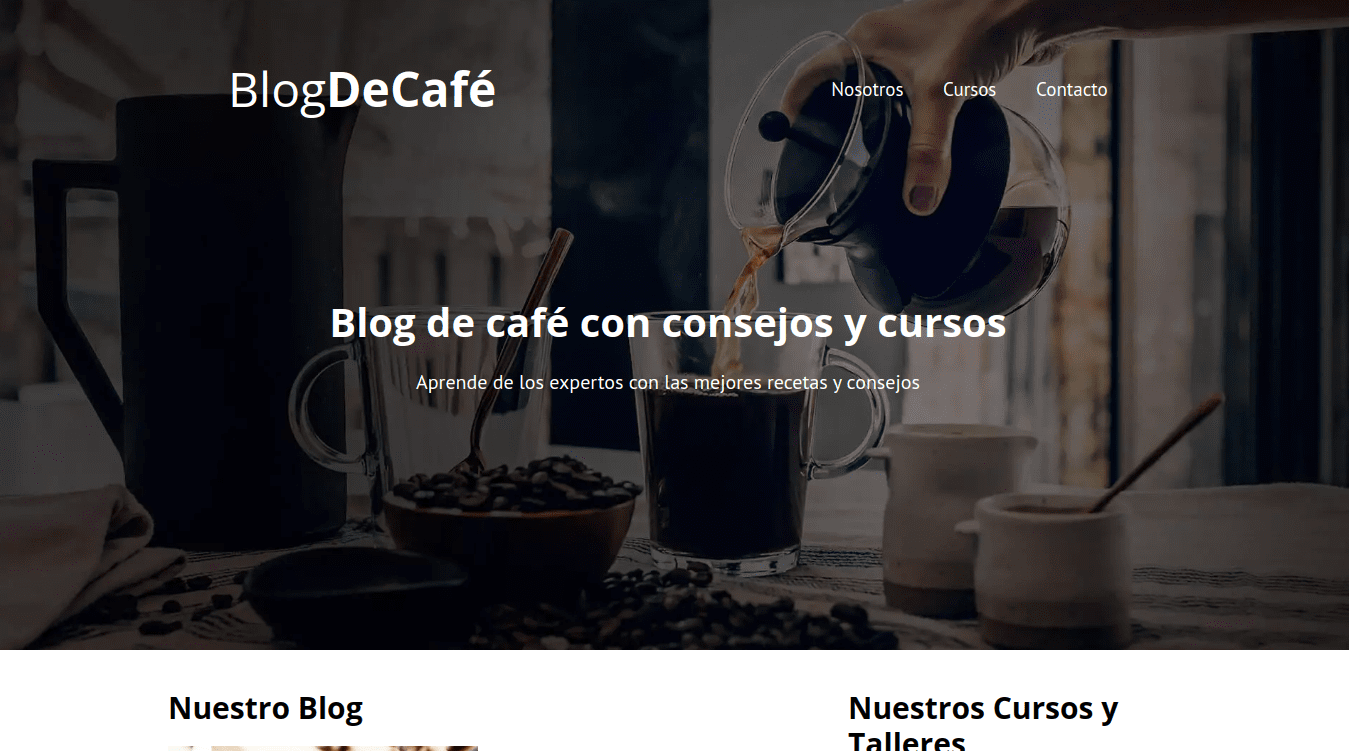 BlogDeCafé
Nosotros Cursos Contacto
Blog de café con consejos y cursos
Aprende de los expertos con las mejores recetas y consejos
Nuestro Blog
Nuestros Cursos y
Talleres